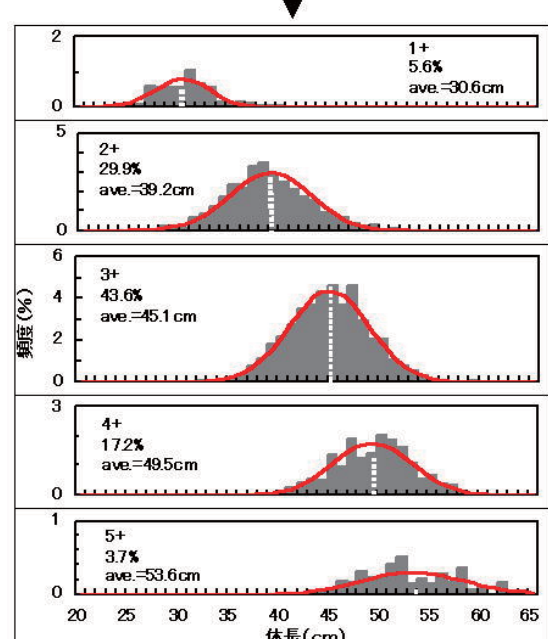 2
1+
5.6%
ave.=30.6cm
0
5
2+
29.9%
ave.=39.2cm
0
6
3+
43.6%
ave.=45.1cm
4
2
0
頻度(%)
3
4+
17.2%
ave.=49.5cm
0
1
5+
3.7%
ave.=53.6cm
0
20 25 30 35 40 45 50 55 60 65
体長(cm)